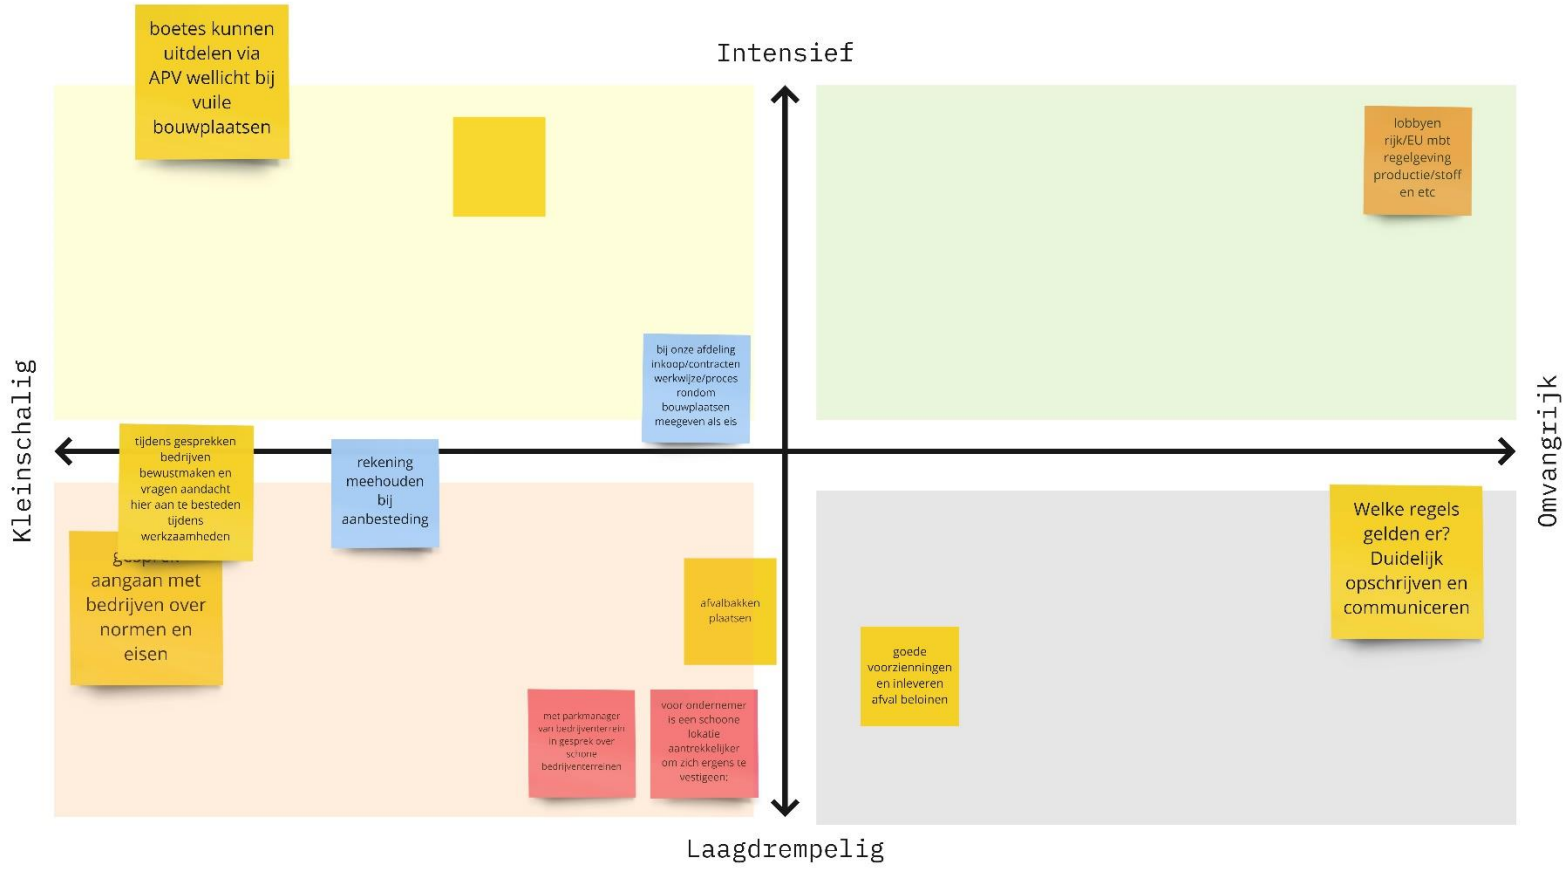 boetes kunnen
uitdelen via
APV wellicht bij
vuile
bouwplaatsen
Intensief
lobbyen
rijk/EU mbt
regelgeving
productie/stoff
en etc
bij onze afdeling
inkoop/contracten
werkwijze/proces
rondom
bouwplaatsen
meegeven als eis
Kleinschalig
Omvangrijk
tijdens gesprekken
bedrijven
bewustmaken en
vragen aandacht
hier aan te besteden
tijdens
werkzaamheden
rekening
meehouden
bij
aanbesteding
gesprek
aangaan met
bedrijven over
normen en
eisen
afvalbakken
plaatsen
Welke regels
gelden er?
Duidelijk
opschrijven en
communiceren
goede
voorzienningen
en inleveren
afval beloinen
met parkmanager
van bedrijventerrein
in gesprek over
schone
bedrijventerreinen
voor ondernemer
is een schoone
lokatie
aantrekkelijker
om zich ergens te
vestigeen;
Laagdrempelig